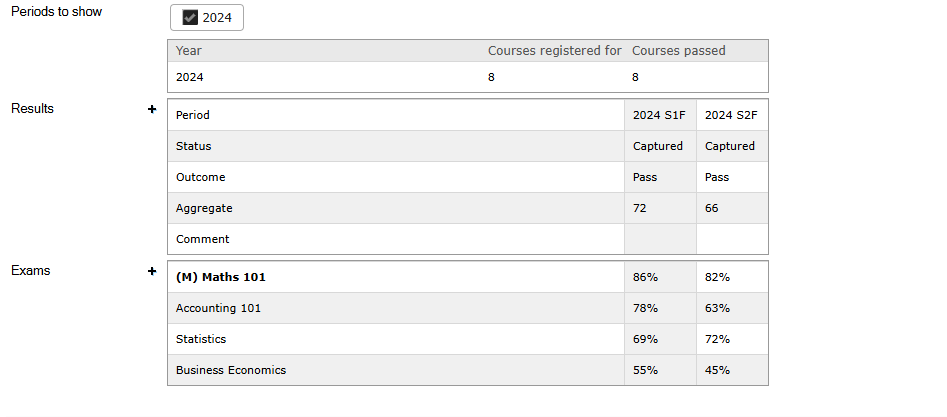 Periods to show
2024
Year Courses registered for Courses passed
2024 8 8
Results + Period 2024 S1F 2024 S2F
Status Captured Captured
Outcome Pass Pass
Aggregate 72 66
Comment
Exams + (M) Maths 101 86% 82%
Accounting 101 78% 63%
Statistics 69% 72%
Business Economics 55% 45%